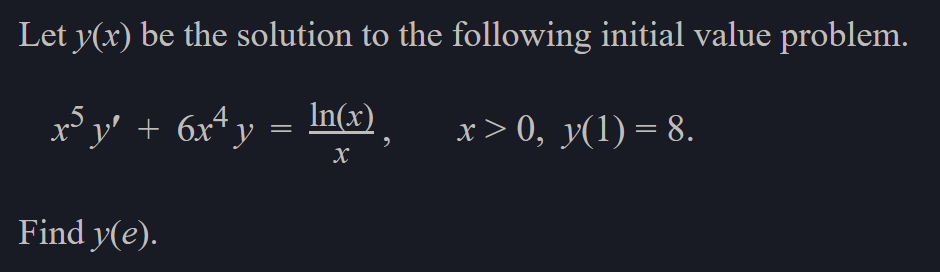 Let y(x) be the solution to the following initial value problem.
x⁵ y′ + 6x⁴ y = ln(x)/x, x > 0, y(1) = 8.
Find y(e).